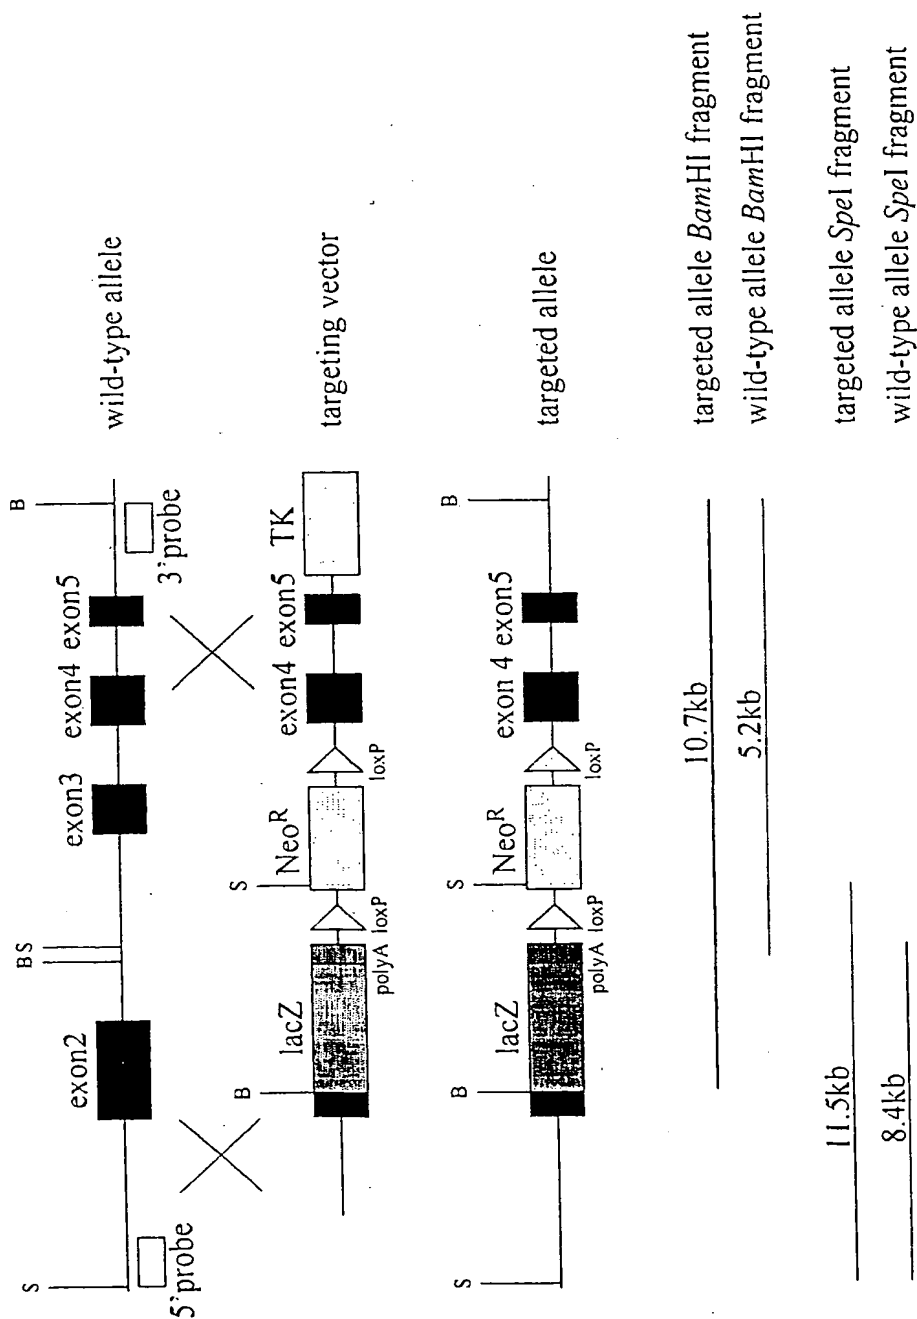 S
BS
B
exon2
exon3
exon4 exon5
wild-type allele
5'probe
3'probe
B
S
lacZ
Neo^R
exon4 exon5
TK
targeting vector
polyA
loxP
loxP
S
B
S
B
lacZ
Neo^R
exon 4 exon5
targeted allele
polyA
loxP
loxP
10.7kb
targeted allele BamHI fragment
5.2kb
wild-type allele BamHI fragment
11.5kb
targeted allele SpeI fragment
8.4kb
wild-type allele SpeI fragment